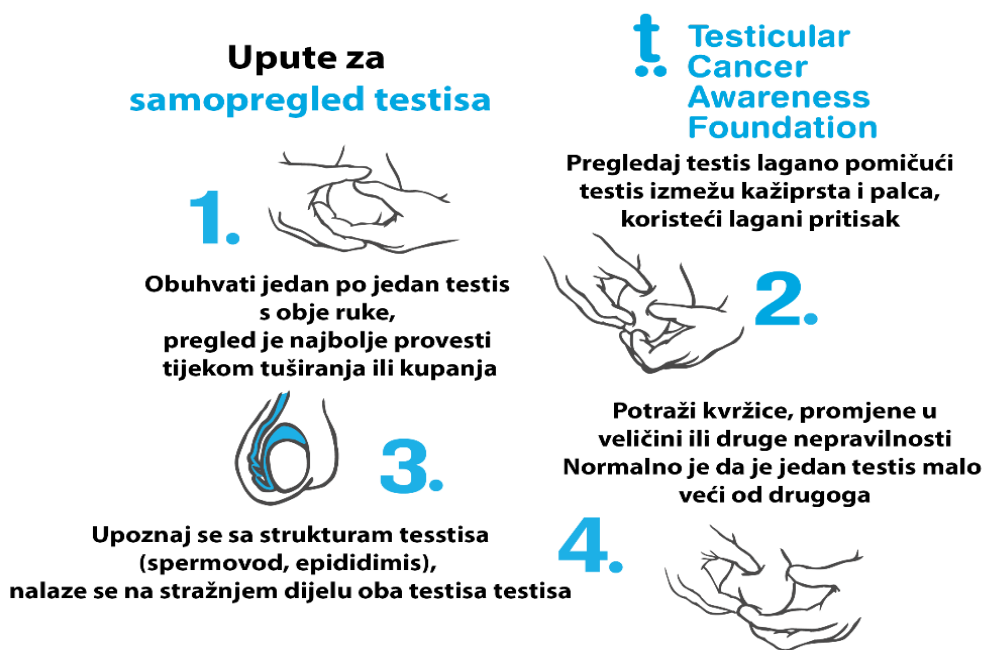 Upute za
samopregled testisa
Testicular
Cancer
Awareness
Foundation
1.
Obuhvati jedan po jedan testis
s obje ruke,
pregled je najbolje provesti
tijekom tuširanja ili kupanja
Pregledaj testis lagano pomičući
testis izmežu kažiprsta i palca,
koristeći lagani pritisak
2.
3.
Upoznaj se sa strukturam tesstisa
(spermovod, epididimis),
nalaze se na stražnjem dijelu oba testisa testisa
Potraži kvržice, promjene u
veličini ili druge nepravilnosti
Normalno je da je jedan testis malo
veći od drugoga
4.